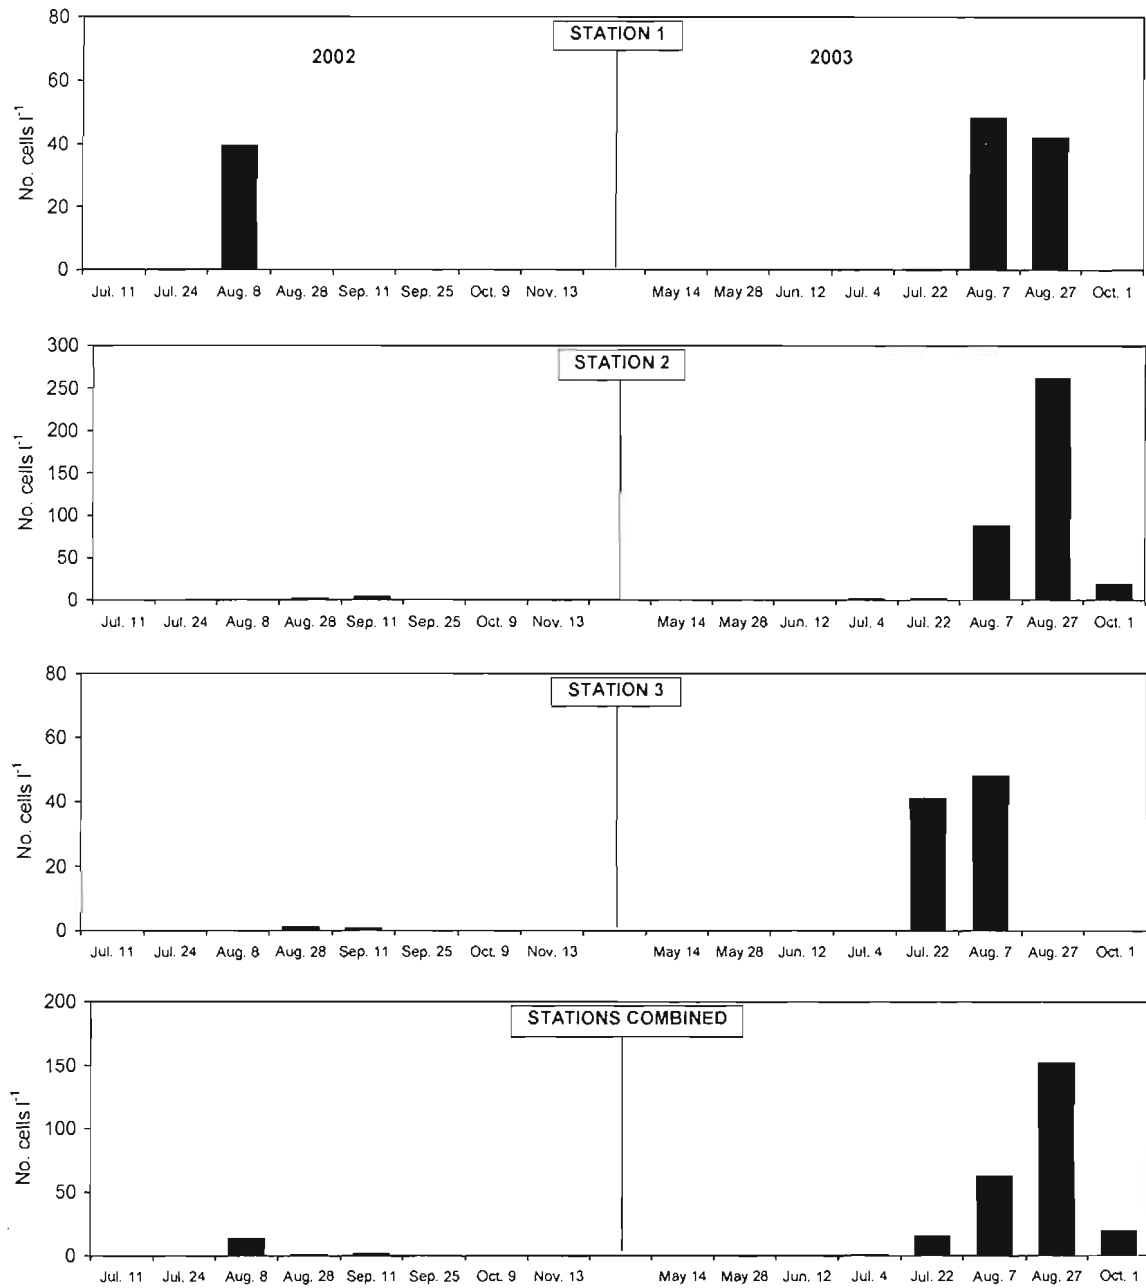 STATION 1
2002
2003
No. cells l-1
80
60
40
20
0
Jul. 11 Jul. 24 Aug. 8 Aug. 28 Sep. 11 Sep. 25 Oct. 9 Nov. 13 May 14 May 28 Jun. 12 Jul. 4 Jul. 22 Aug. 7 Aug. 27 Oct. 1
STATION 2
No. cells l-1
300
250
200
150
100
50
0
Jul. 11 Jul. 24 Aug. 8 Aug. 28 Sep. 11 Sep. 25 Oct. 9 Nov. 13 May 14 May 28 Jun. 12 Jul. 4 Jul. 22 Aug. 7 Aug. 27 Oct. 1
STATION 3
No. cells l-1
80
60
40
20
0
Jul. 11 Jul. 24 Aug. 8 Aug. 28 Sep. 11 Sep. 25 Oct. 9 Nov. 13 May 14 May 28 Jun. 12 Jul. 4 Jul. 22 Aug. 7 Aug. 27 Oct. 1
STATIONS COMBINED
No. cells l-1
200
150
100
50
0
Jul. 11 Jul. 24 Aug. 8 Aug. 28 Sep. 11 Sep. 25 Oct. 9 Nov. 13 May 14 May 28 Jun. 12 Jul. 4 Jul. 22 Aug. 7 Aug. 27 Oct. 1